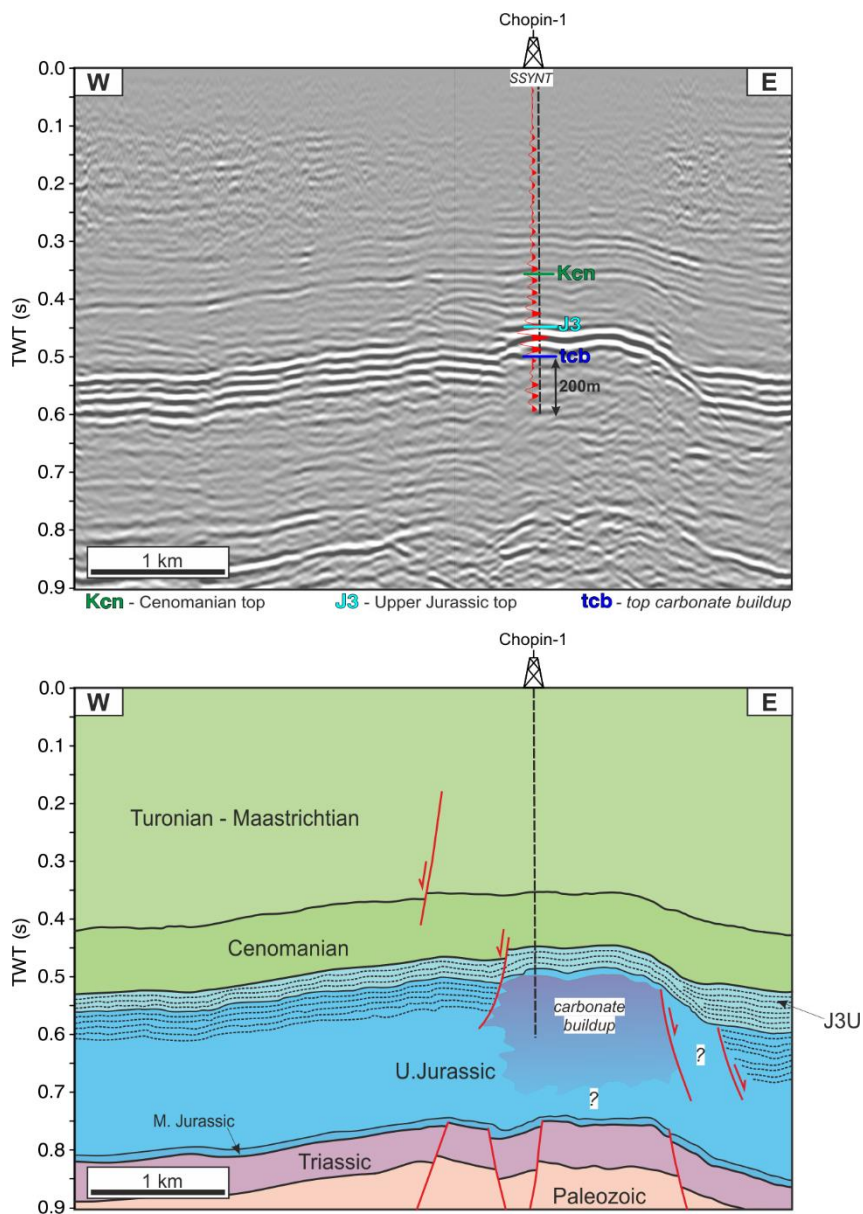 Chopin-1
W
SSYNT
E
0.0
0.1
0.2
0.3
0.4
0.5
0.6
0.7
0.8
0.9
TWT (s)
Kcn
J3
tcb
200m
1 km
Kcn - Cenomanian top
J3 - Upper Jurassic top
tcb - top carbonate buildup
Chopin-1
W
E
0.0
0.1
0.2
0.3
0.4
0.5
0.6
0.7
0.8
0.9
TWT (s)
Turonian - Maastrichtian
Cenomanian
carbonate
buildup
J3U
?
U.Jurassic
?
M. Jurassic
Triassic
Paleozoic
1 km